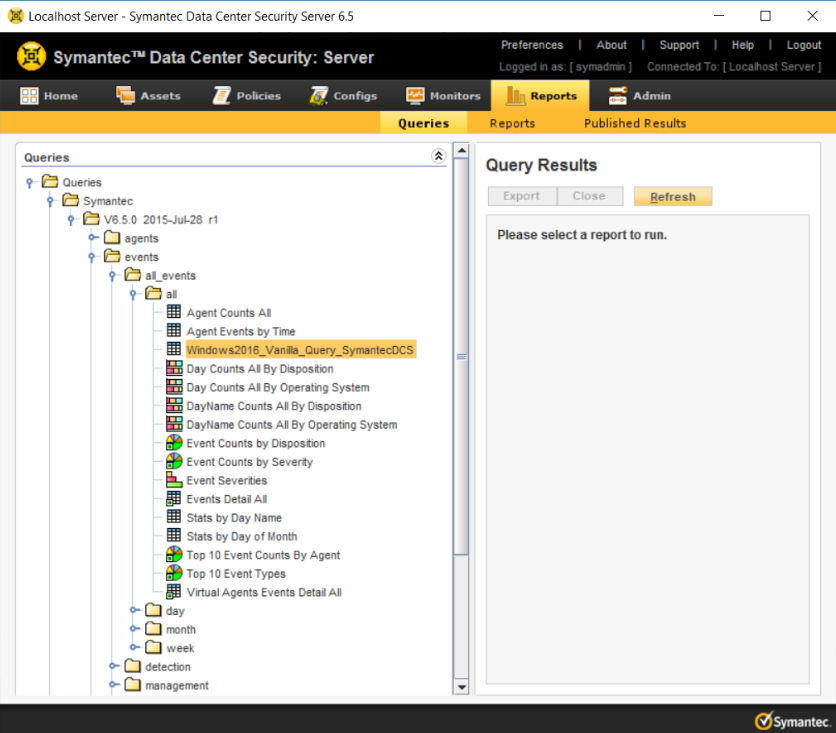 Localhost Server - Symantec Data Center Security Server 6.5
Preferences | About | Support | Help | Logout
Symantec™ Data Center Security: Server
Logged in as: [ symadmin ] Connected To: [ Localhost Server ]
Home Assets Policies Configs Monitors Reports Admin
Queries Reports Published Results
Queries
Queries
Symantec
V6.5.0 2015-Jul-28 r1
agents
events
all_events
all
Agent Counts All
Agent Events by Time
Windows2016_Vanilla_Query_SymantecDCS
Day Counts All By Disposition
Day Counts All By Operating System
DayName Counts All By Disposition
DayName Counts All By Operating System
Event Counts by Disposition
Event Counts by Severity
Event Severities
Events Detail All
Stats by Day Name
Stats by Day of Month
Top 10 Event Counts By Agent
Top 10 Event Types
Virtual Agents Events Detail All
day
month
week
detection
management
Query Results
Export Close Refresh
Please select a report to run.
Symantec.